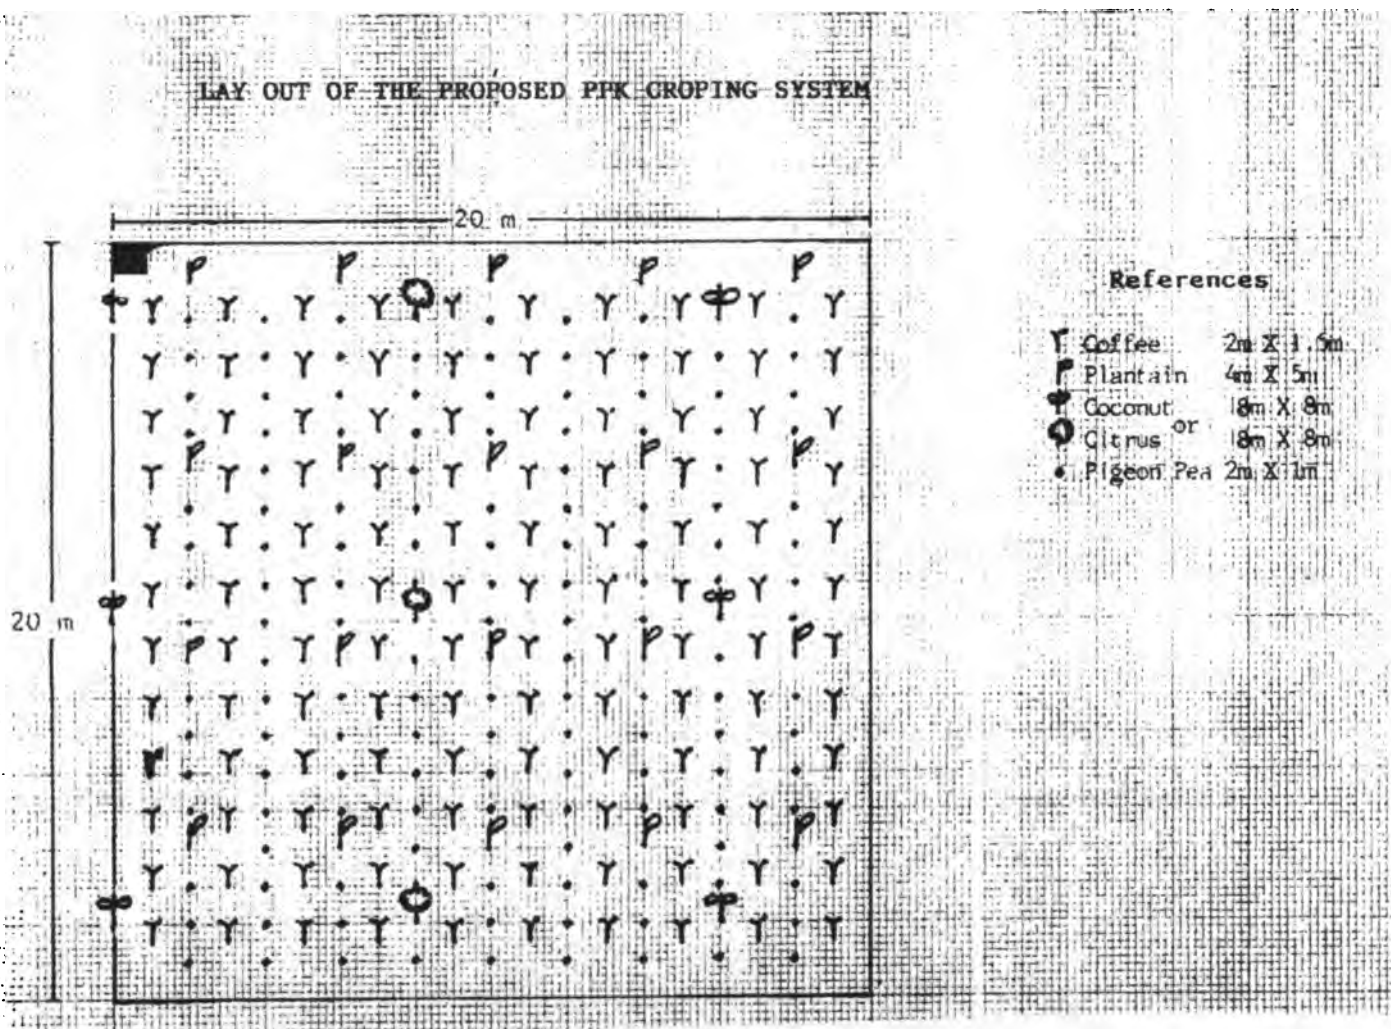 LAY OUT OF THE PROPOSED PPK CROPING SYSTEM
20 m
20 m
References
Coffee 2m X 1.5m
Plantain 4m X 5m
Coconut 8m X 8m
or
Citrus 8m X 8m
Pigeon Pea 2m X 1m